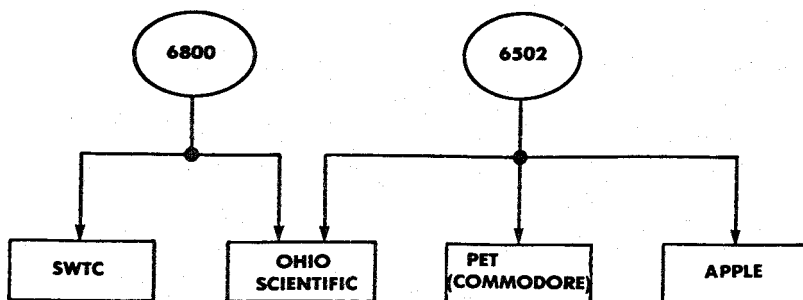 6800
6502
SWTC
OHIO
SCIENTIFIC
PET
(COMMODORE)
APPLE